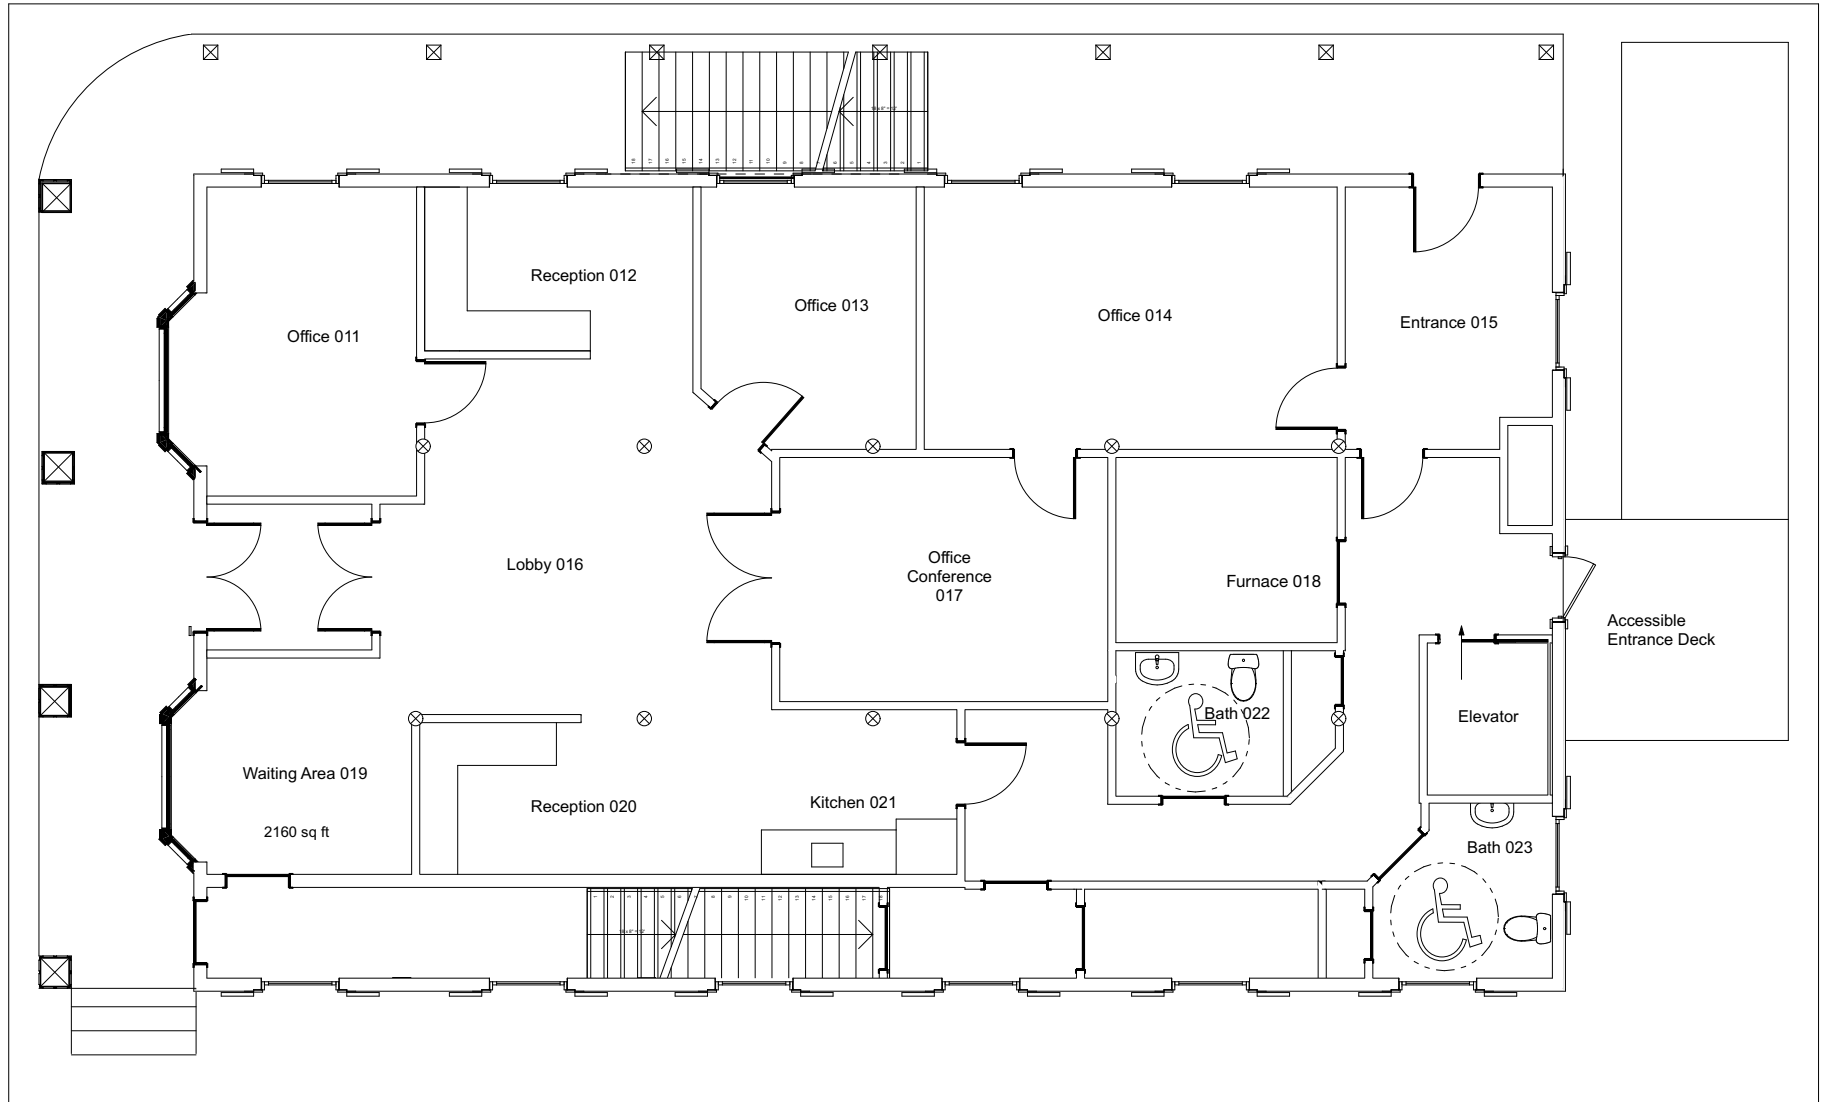 Reception 012
Office 013
Office 014
Entrance 015
Office 011
Lobby 016
Office
Conference
017
Furnace 018
Accessible
Entrance Deck
Bath 022
Elevator
Waiting Area 019
2160 sq ft
Reception 020
Kitchen 021
Bath 023